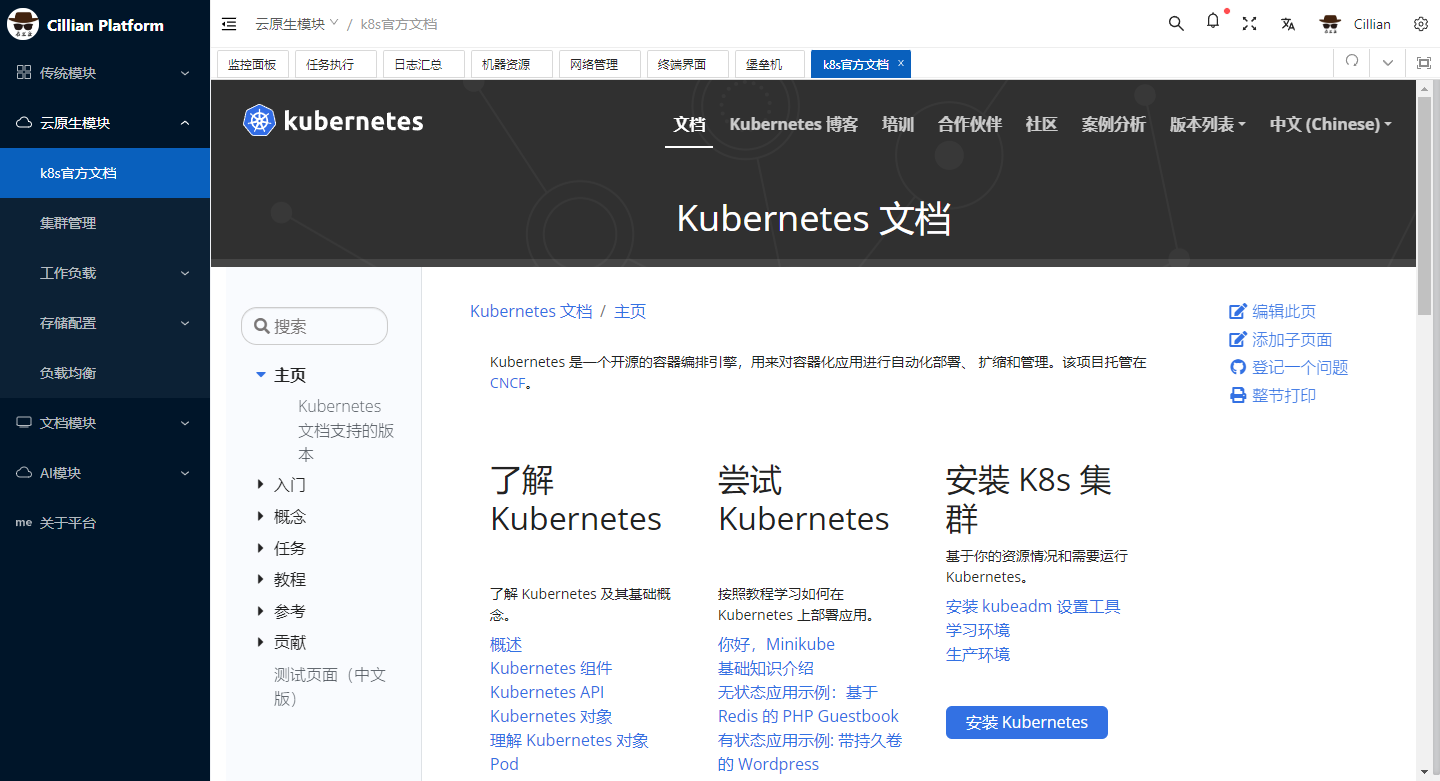 Cillian Platform
传统模块
云原生模块
k8s官方文档
集群管理
工作负载
存储配置
负载均衡
文档模块
AI模块
me 关于平台
云原生模块 / k8s官方文档
Cillian
监控面板 任务执行 日志汇总 机器资源 网络管理 终端界面 堡垒机 k8s官方文档 x
kubernetes
文档 Kubernetes 博客 培训 合作伙伴 社区 案例分析 版本列表 中文 (Chinese)
Kubernetes 文档
搜索
主页
Kubernetes
文档支持的版
本
入门
概念
任务
教程
参考
贡献
测试页面（中文
版）
Kubernetes 文档 / 主页
Kubernetes 是一个开源的容器编排引擎，用来对容器化应用进行自动化部署、 扩缩和管理。该项目托管在
CNCF。
了解
Kubernetes
了解 Kubernetes 及其基础概
念。
概述
Kubernetes 组件
Kubernetes API
Kubernetes 对象
理解 Kubernetes 对象
Pod
尝试
Kubernetes
按照教程学习如何在
Kubernetes 上部署应用。
你好，Minikube
基础知识介绍
无状态应用示例：基于
Redis 的 PHP Guestbook
有状态应用示例: 带持久卷
的 Wordpress
安装 K8s 集
群
基于你的资源情况和需要运行
Kubernetes。
安装 kubeadm 设置工具
学习环境
生产环境
安装 Kubernetes
编辑此页
添加子页面
登记一个问题
整节打印